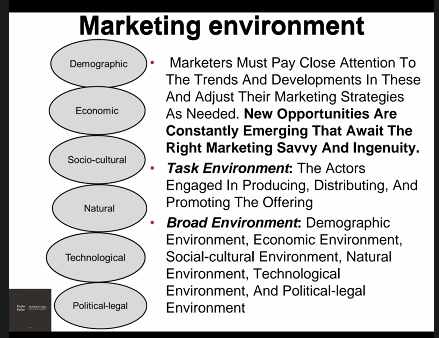 Marketing environment
Demographic
Economic
Socio-cultural
Natural
Technological
Political-legal
• Marketers Must Pay Close Attention To
The Trends And Developments In These
And Adjust Their Marketing Strategies
As Needed. New Opportunities Are
Constantly Emerging That Await The
Right Marketing Savvy And Ingenuity.
• Task Environment: The Actors
Engaged In Producing, Distributing, And
Promoting The Offering
• Broad Environment: Demographic
Environment, Economic Environment,
Social-cultural Environment, Natural
Environment, Technological
Environment, And Political-legal
Environment